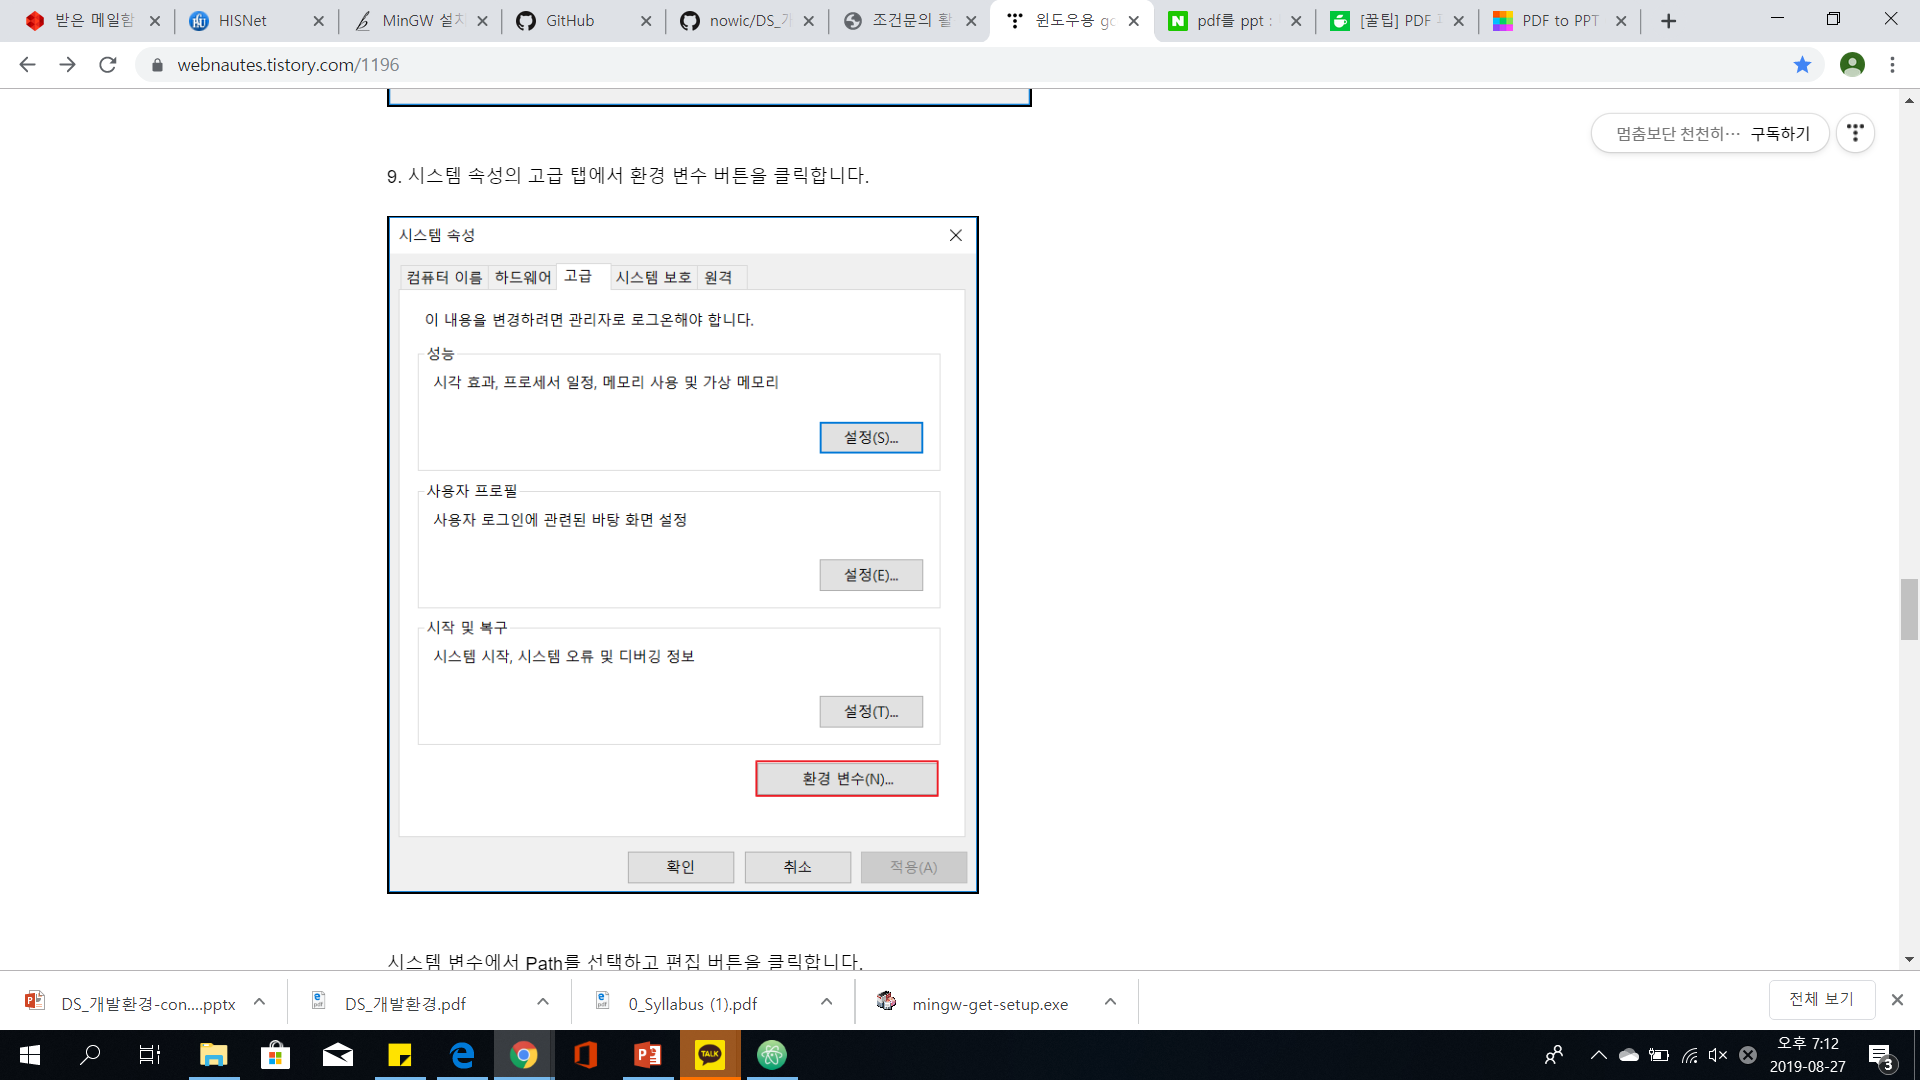 받은 메일함
HISNet
MinGW 설치
GitHub
nowic/DS_
조건문의 활
윈도우용 gc
pdf를 ppt :
[꿀팁] PDF
PDF to PPT
webnautes.tistory.com/1196
멈춤보단 천천히··· 구독하기
9. 시스템 속성의 고급 탭에서 환경 변수 버튼을 클릭합니다.
시스템 속성
컴퓨터 이름 하드웨어 고급 시스템 보호 원격
이 내용을 변경하려면 관리자로 로그온해야 합니다.
성능
시각 효과, 프로세서 일정, 메모리 사용 및 가상 메모리
설정(S)...
사용자 프로필
사용자 로그인에 관련된 바탕 화면 설정
설정(E)...
시작 및 복구
시스템 시작, 시스템 오류 및 디버깅 정보
설정(T)...
환경 변수(N)...
확인 취소 적용(A)
시스템 변수에서 Path를 선택하고 편집 버튼을 클릭합니다.
DS_개발환경-con....pptx
DS_개발환경.pdf
0_Syllabus (1).pdf
mingw-get-setup.exe
전체 보기
TALK
오후 7:12
2019-08-27
3